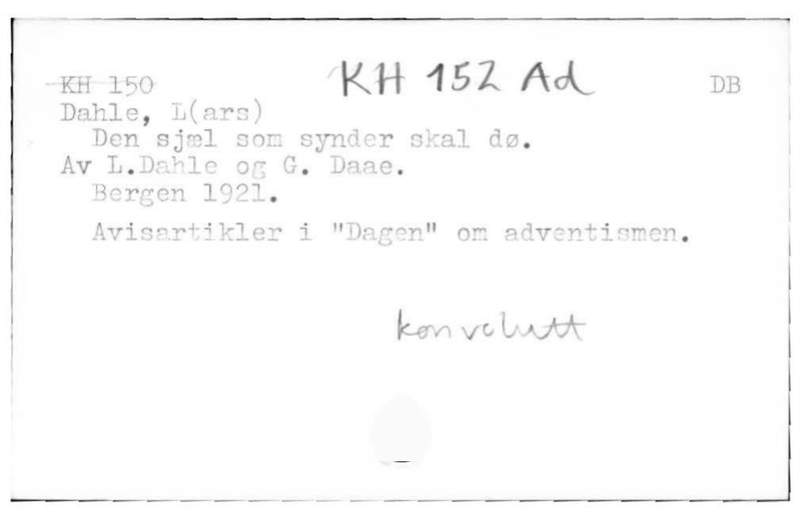 KH 150 KH 152 Ad DB
Dahle, L(ars)
Den sjæl som synder skal dø.
Av L.Dahle og G. Daae.
Bergen 1921.
Avisartikler i "Dagen" om adventismen.
konvolutt